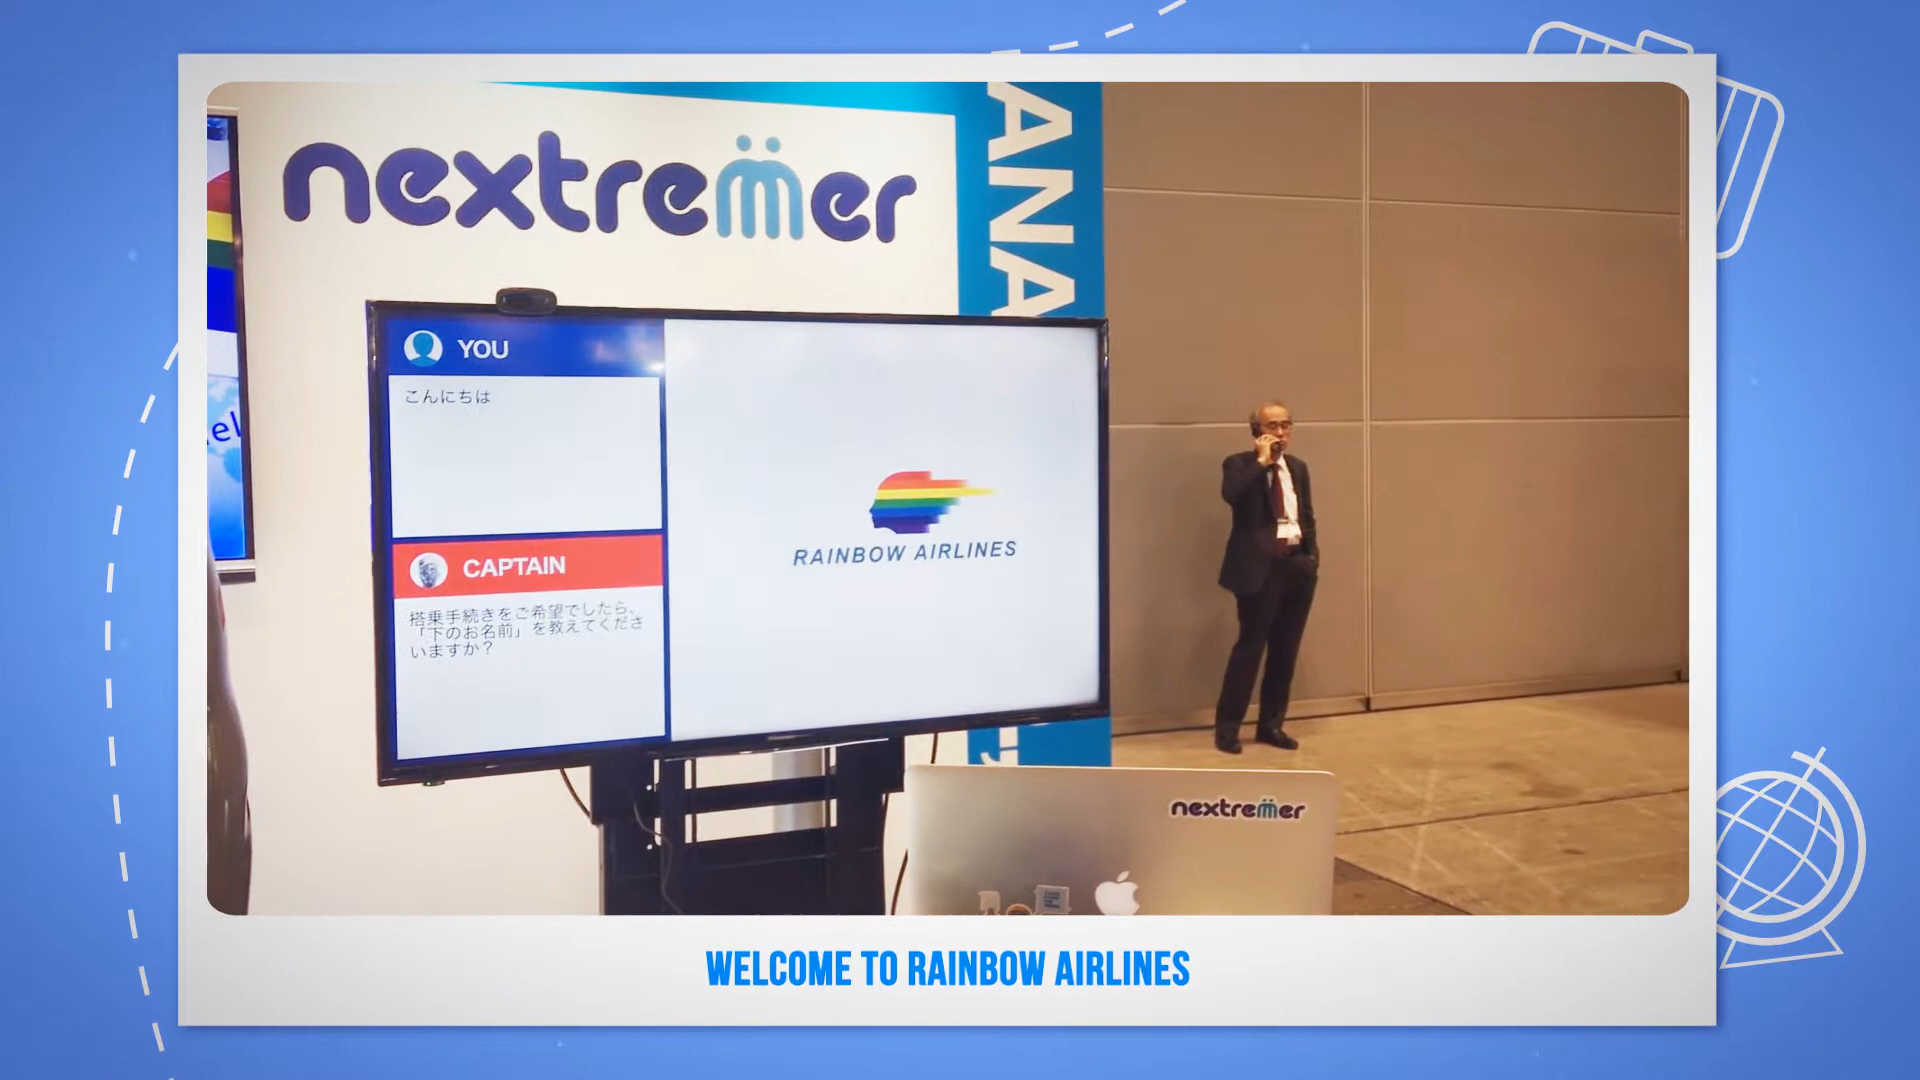 nextremer
ANA
YOU
こんにちは
CAPTAIN
搭乗手続きをご希望でしたら、
「下のお名前」を教えてくださ
いますか？
RAINBOW AIRLINES
nextremer
WELCOME TO RAINBOW AIRLINES